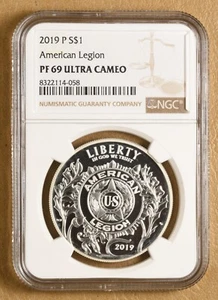 2019 P S$1
American Legion
PF 69 ULTRA CAMEO
8322114-058
NUMISMATIC GUARANTY COMPANY
NGC
LIBERTY
IN GOD WE TRUST
AMERICAN
US
LEGION
2019